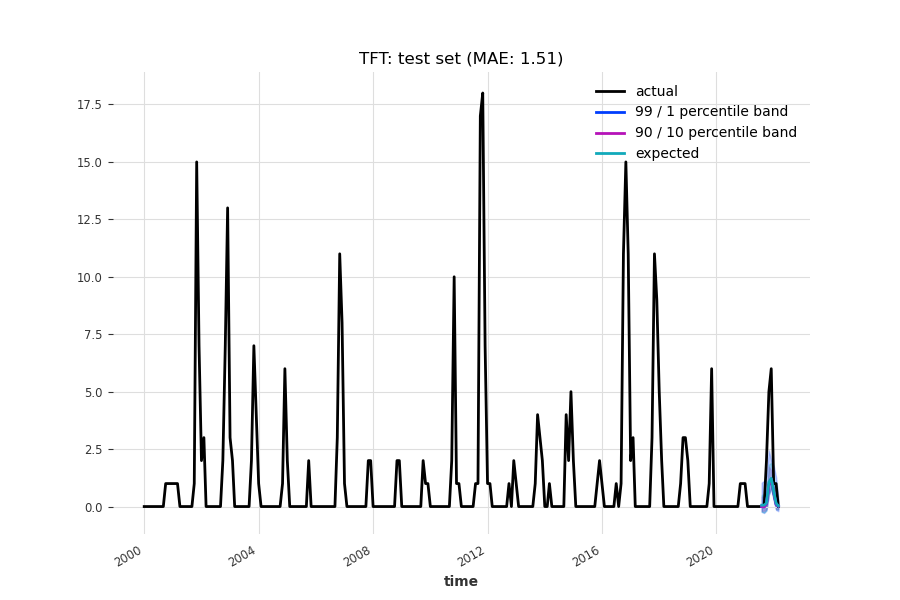 TFT: test set (MAE: 1.51)
actual
99 / 1 percentile band
90 / 10 percentile band
expected
17.5
15.0
12.5
10.0
7.5
5.0
2.5
0.0
2000
2004
2008
2012
2016
2020
time